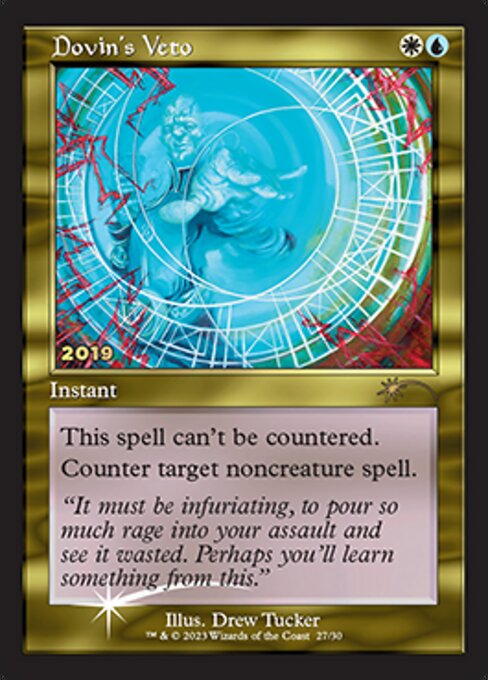 Dovin's Veto
2019
Instant
This spell can't be countered.
Counter target noncreature spell.
“It must be infuriating, to pour so
much rage into your assault and
see it wasted. Perhaps you’ll learn
something from this.”
Illus. Drew Tucker
™ & © 2023 Wizards of the Coast 27/30